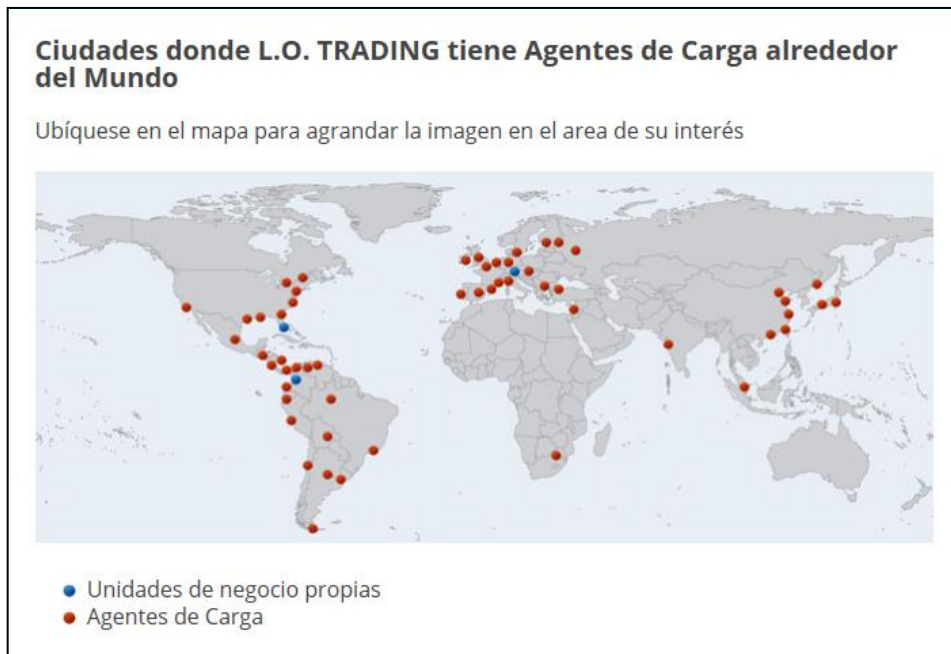 Ciudades donde L.O. TRADING tiene Agentes de Carga alrededor
del Mundo
Ubíquese en el mapa para agrandar la imagen en el area de su interés
Unidades de negocio propias
Agentes de Carga